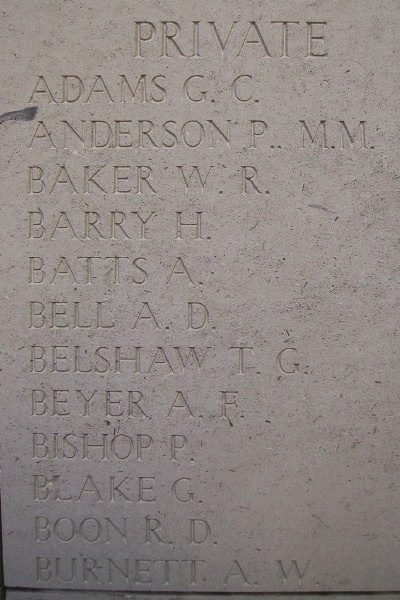 PRIVATE
ADAMS G. C.
ANDERSON P., M.M.
BAKER W. R.
BARRY H.
BATTS A.
BELL A. D.
BELSHAW T. G.
BEYER A. F.
BISHOP P.
BLAKE G.
BOON R. D.
BURNETT A. W.